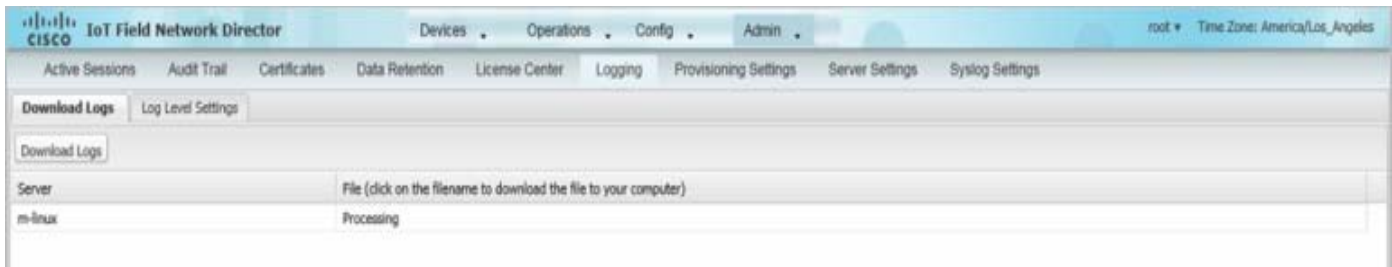 CISCO IoT Field Network Director Devices Operations Config Admin root Time Zone: America/Los_Angeles
Active Sessions Audit Trail Certificates Data Retention License Center Logging Provisioning Settings Server Settings Syslog Settings
Download Logs Log Level Settings
Download Logs
Server File (click on the filename to download the file to your computer)
m-linux Processing